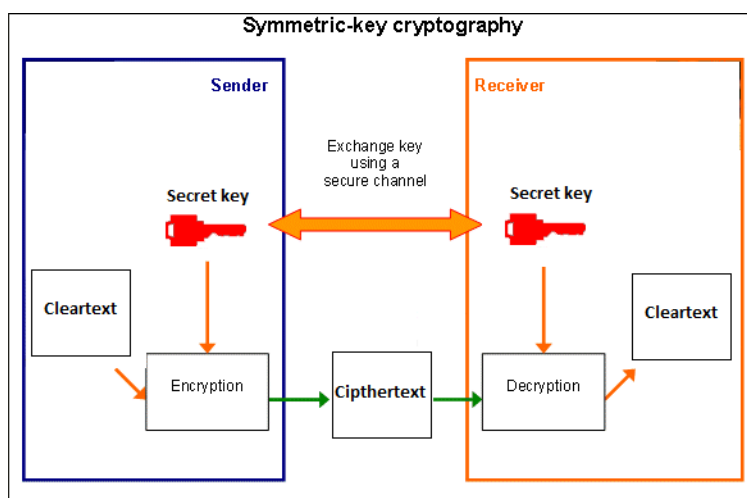 Symmetric-key cryptography
Sender
Receiver
Exchange key
using a
secure channel
Secret key
Secret key
Cleartext
Cleartext
Encryption
Cipthertext
Decryption